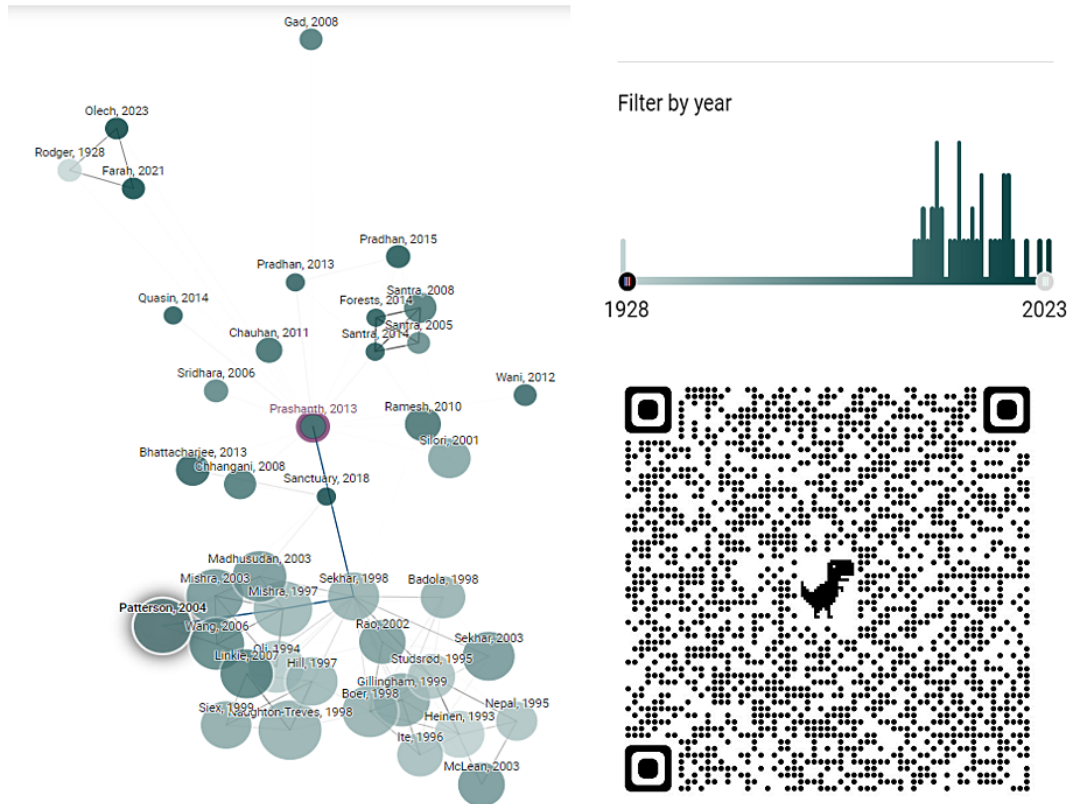 Gad, 2008
Olech, 2023
Rodger, 1928
Farah, 2021
Pradhan, 2015
Pradhan, 2013
Quasin, 2014
Santra, 2008
Forests, 2014
Santra, 2005
Chauhan, 2011
Santra, 2014
Sridhara, 2006
Wani, 2012
Prashanth, 2013
Ramesh, 2010
Silori, 2001
Bhattacharjee, 2013
Chhangani, 2008
Sanctuary, 2018
Madhusudan, 2003
Mishra, 2003
Sekhar, 1998
Badola, 1998
Mishra, 1997
Patterson, 2004
Wang, 2006
Rao, 2002
Sekhar, 2003
Oli, 1994
Linkie, 2007
Hill, 1997
Studsrød, 1995
Gillingham, 1999
Boer, 1998
Siex, 1999
Naughton-Treves, 1998
Heinen, 1993
Nepal, 1995
Ite, 1996
McLean, 2003
Filter by year
1928
2023